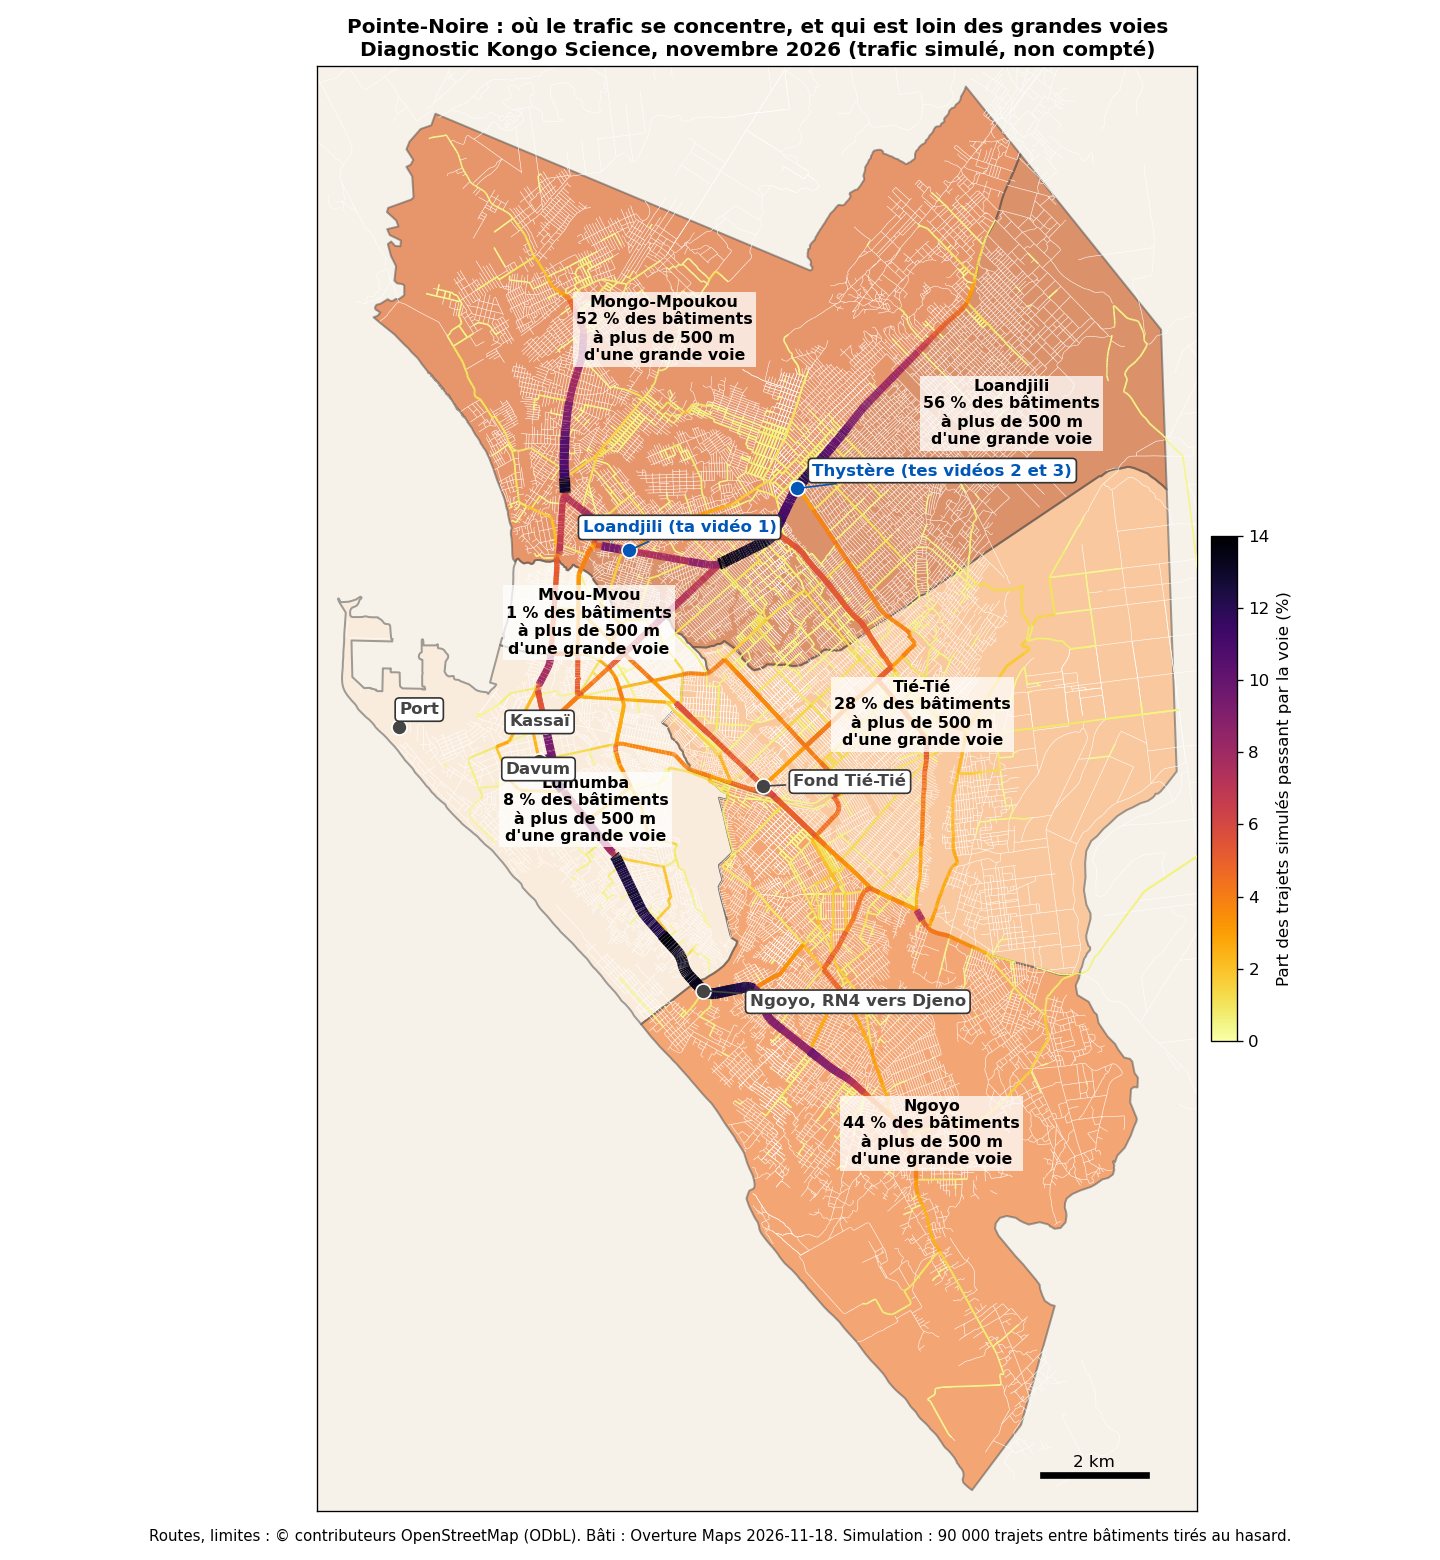 Pointe-Noire : où le trafic se concentre, et qui est loin des grandes voies
Diagnostic Kongo Science, novembre 2026 (trafic simulé, non compté)
Mongo-Mpoukou
52 % des bâtiments
à plus de 500 m
d'une grande voie
Loandjili
56 % des bâtiments
à plus de 500 m
d'une grande voie
Thystère (tes vidéos 2 et 3)
Loandjili (ta vidéo 1)
Mvou-Mvou
1 % des bâtiments
à plus de 500 m
d'une grande voie
Tié-Tié
28 % des bâtiments
à plus de 500 m
d'une grande voie
Port
Kassaï
Davum
Lumumba
8 % des bâtiments
à plus de 500 m
d'une grande voie
Fond Tié-Tié
Ngoyo, RN4 vers Djeno
Ngoyo
44 % des bâtiments
à plus de 500 m
d'une grande voie
2 km
14
12
10
8
6
4
2
0
Part des trajets simulés passant par la voie (%)
Routes, limites : © contributeurs OpenStreetMap (ODbL). Bâti : Overture Maps 2026-11-18. Simulation : 90 000 trajets entre bâtiments tirés au hasard.